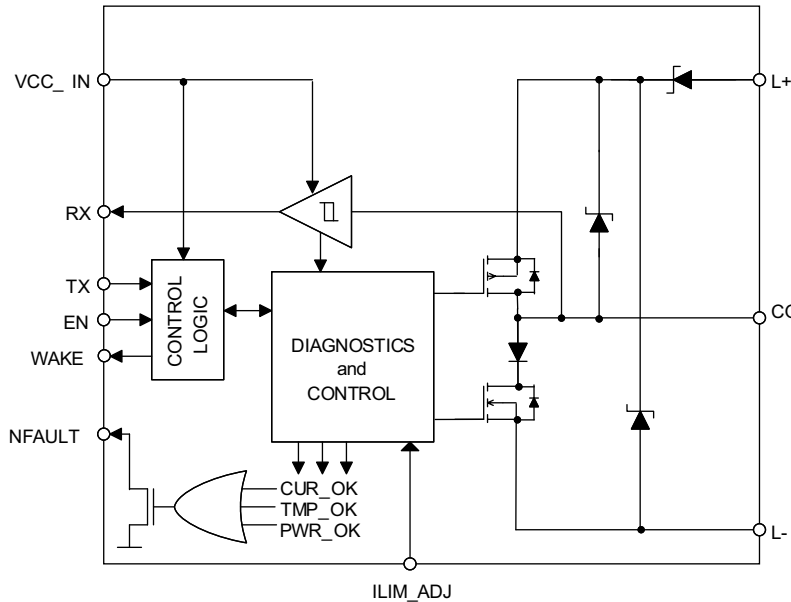 VCC_ IN
L+
RX
TX
EN
WAKE
CONTROL
LOGIC
DIAGNOSTICS
and
CONTROL
CQ
NFAULT
CUR_OK
TMP_OK
PWR_OK
L-
ILIM_ADJ